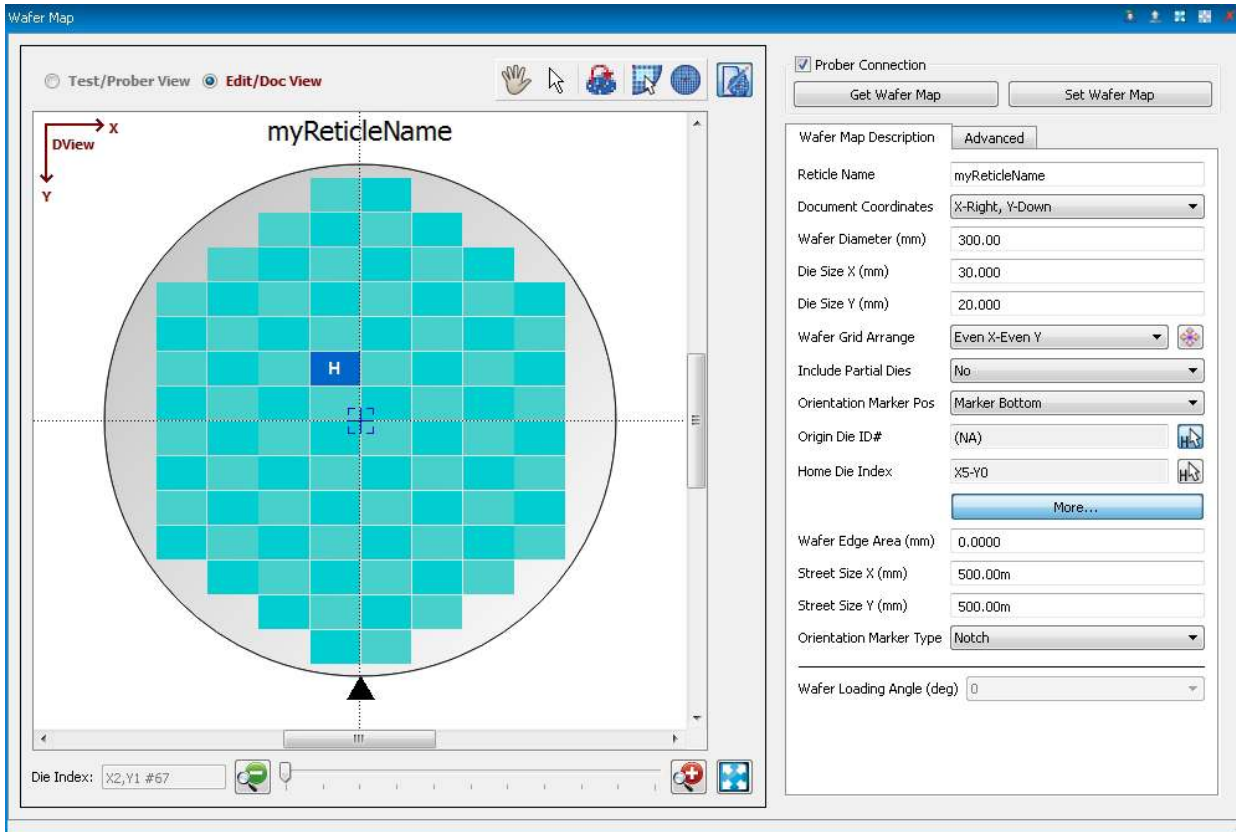 Wafer Map
Test/Prober View Edit/Doc View
X
DView
Y
myReticleName
H
Die Index: X2,Y1 #67
Prober Connection
Get Wafer Map Set Wafer Map
Wafer Map Description Advanced
Reticle Name myReticleName
Document Coordinates X-Right, Y-Down
Wafer Diameter (mm) 300.00
Die Size X (mm) 30.000
Die Size Y (mm) 20.000
Wafer Grid Arrange Even X-Even Y
Include Partial Dies No
Orientation Marker Pos Marker Bottom
Origin Die ID# (NA) H
Home Die Index X5-Y0 H
More...
Wafer Edge Area (mm) 0.0000
Street Size X (mm) 500.00m
Street Size Y (mm) 500.00m
Orientation Marker Type Notch
Wafer Loading Angle (deg) 0